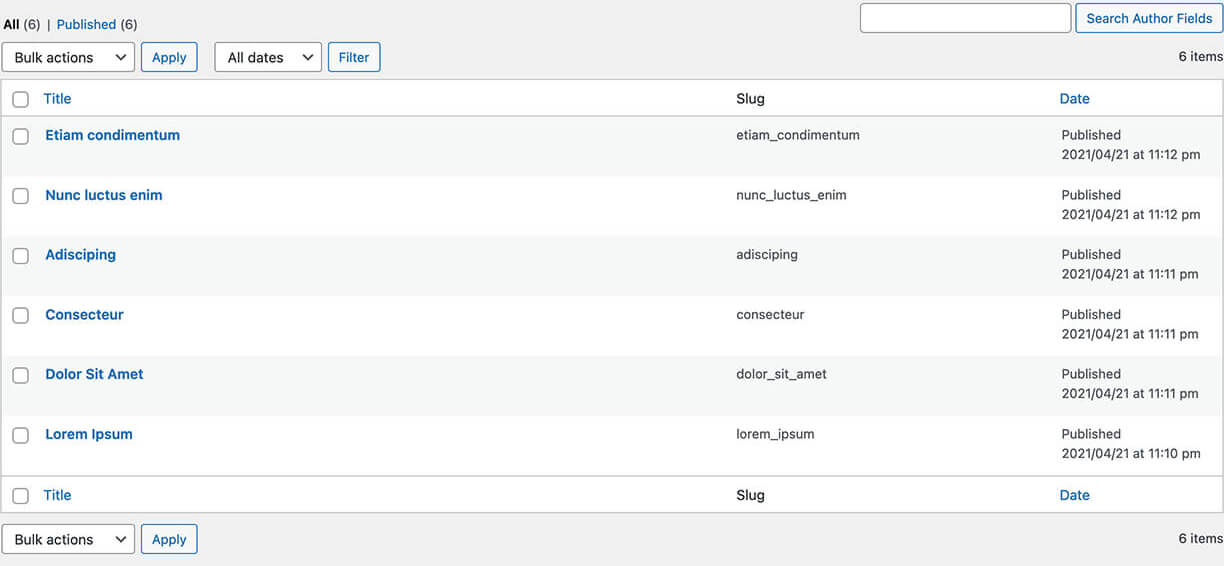 All (6) | Published (6)
Search Author Fields
Bulk actions Apply All dates Filter 6 items
Title Slug Date
Etiam condimentum etiam_condimentum Published
2021/04/21 at 11:12 pm
Nunc luctus enim nunc_luctus_enim Published
2021/04/21 at 11:12 pm
Adisciping adisciping Published
2021/04/21 at 11:11 pm
Consecteur consecteur Published
2021/04/21 at 11:11 pm
Dolor Sit Amet dolor_sit_amet Published
2021/04/21 at 11:11 pm
Lorem Ipsum lorem_ipsum Published
2021/04/21 at 11:10 pm
Title Slug Date
Bulk actions Apply 6 items